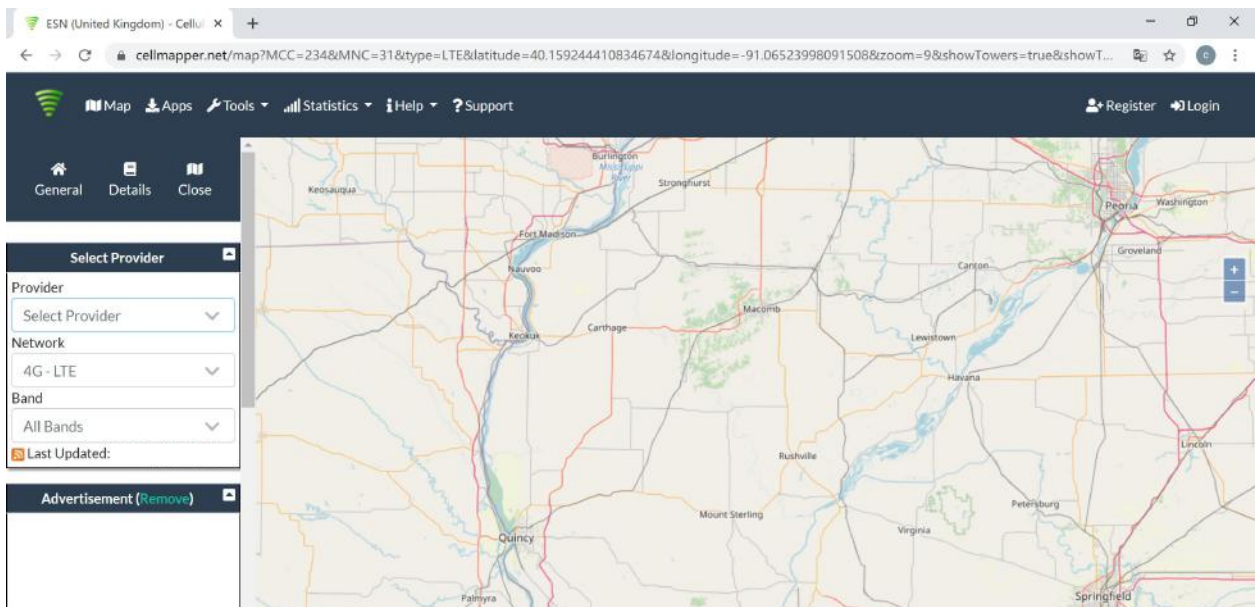 ESN (United Kingdom) - Cellul
cellmapper.net/map?MCC=234&MNC=31&type=LTE&latitude=40.159244410834674&longitude=-91.06523998091508&zoom=9&showTowers=true&showT...
Map Apps Tools Statistics Help Support
Register Login
General Details Close
Select Provider
Provider
Select Provider
Network
4G - LTE
Band
All Bands
Last Updated:
Advertisement (Remove)
Burlington
Mississippi
River
Keosauqua
Stronghurst
Peoria
Washington
Fort Madison
Groveland
Nauvoo
Canton
Macomb
Keokuk
Carthage
Lewistown
Havana
Lincoln
Rushville
Petersburg
Mount Sterling
Virginia
Quincy
Palmyra
Springfield